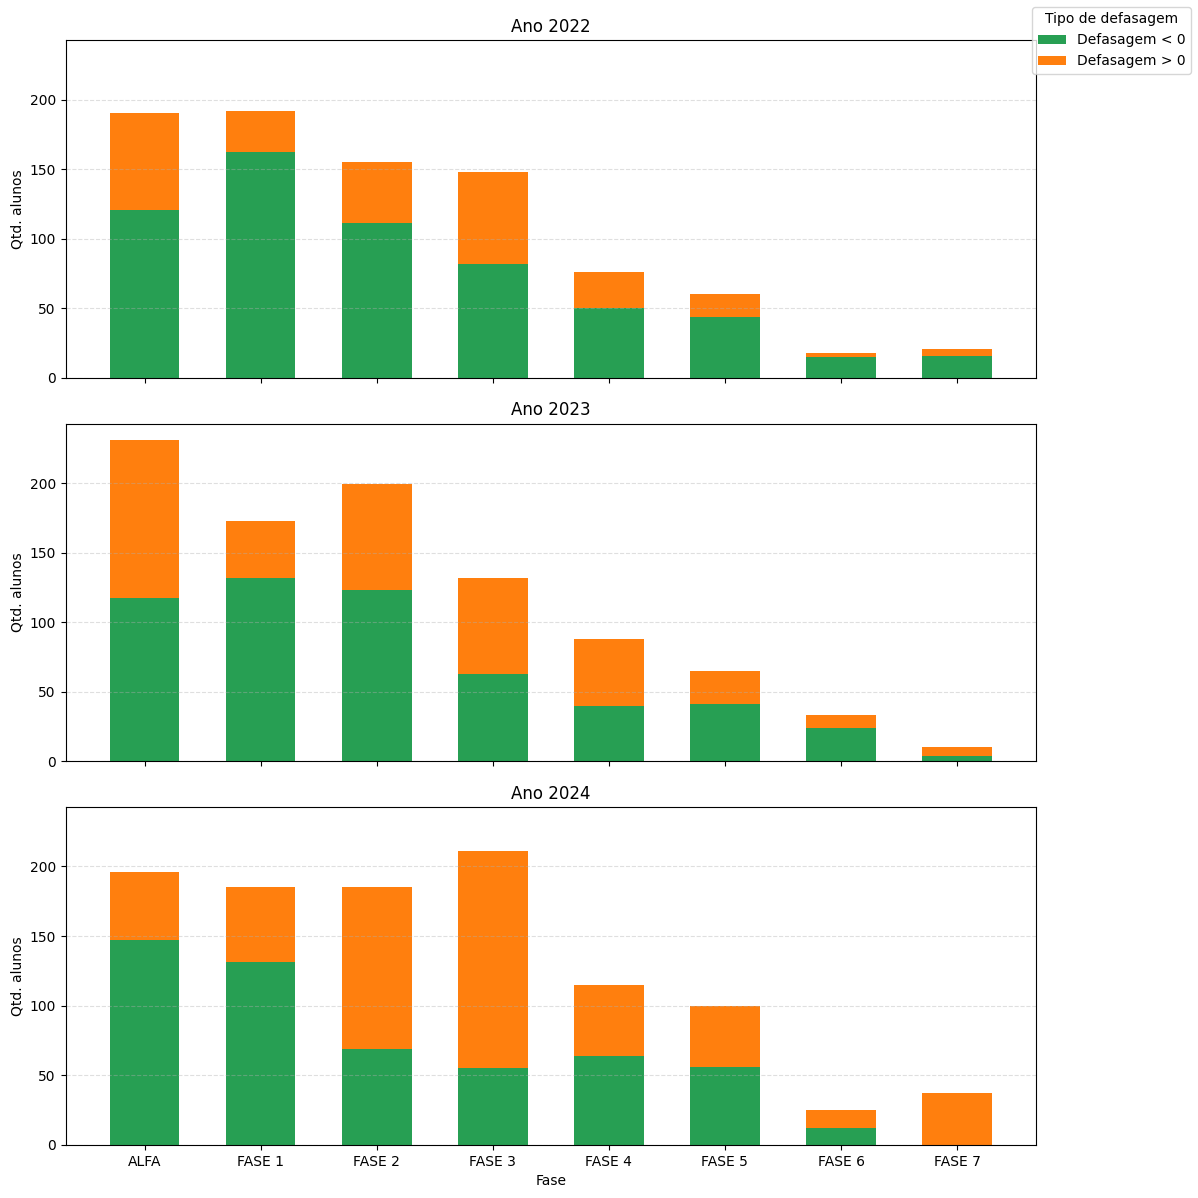 Ano 2022
Tipo de defasagem
Defasagem < 0
Defasagem > 0
Qtd. alunos
200
150
100
50
0
Ano 2023
Qtd. alunos
200
150
100
50
0
Ano 2024
Qtd. alunos
200
150
100
50
0
ALFA FASE 1 FASE 2 FASE 3 FASE 4 FASE 5 FASE 6 FASE 7
Fase